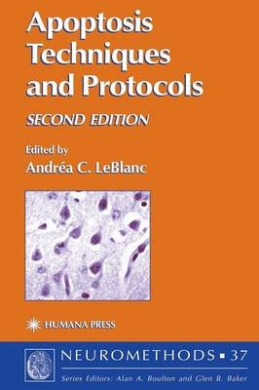 Apoptosis
Techniques
and Protocols
SECOND EDITION
Edited by
Andréa C. LeBlanc
HUMANA PRESS
NEUROMETHODS ▪ 37
Series Editors: Alan A. Boulton and Glen B. Baker